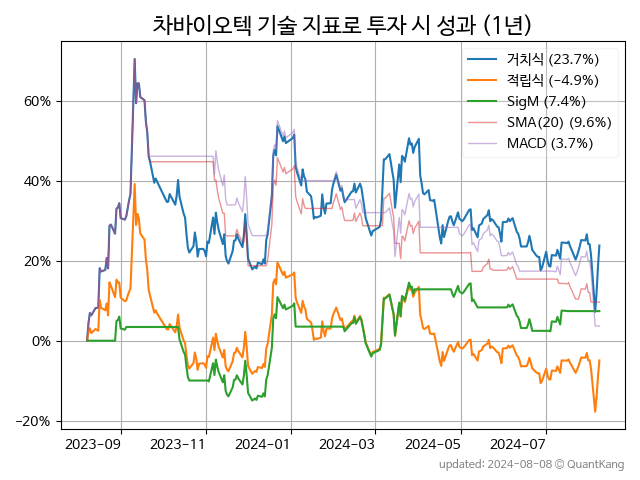 차바이오텍 기술 지표로 투자 시 성과 (1년)
거치식 (23.7%)
적립식 (−4.9%)
SigM (7.4%)
SMA(20) (9.6%)
MACD (3.7%)
60%
40%
20%
0%
−20%
2023-09 2023-11 2024-01 2024-03 2024-05 2024-07
updated: 2024-08-08 © QuantKang